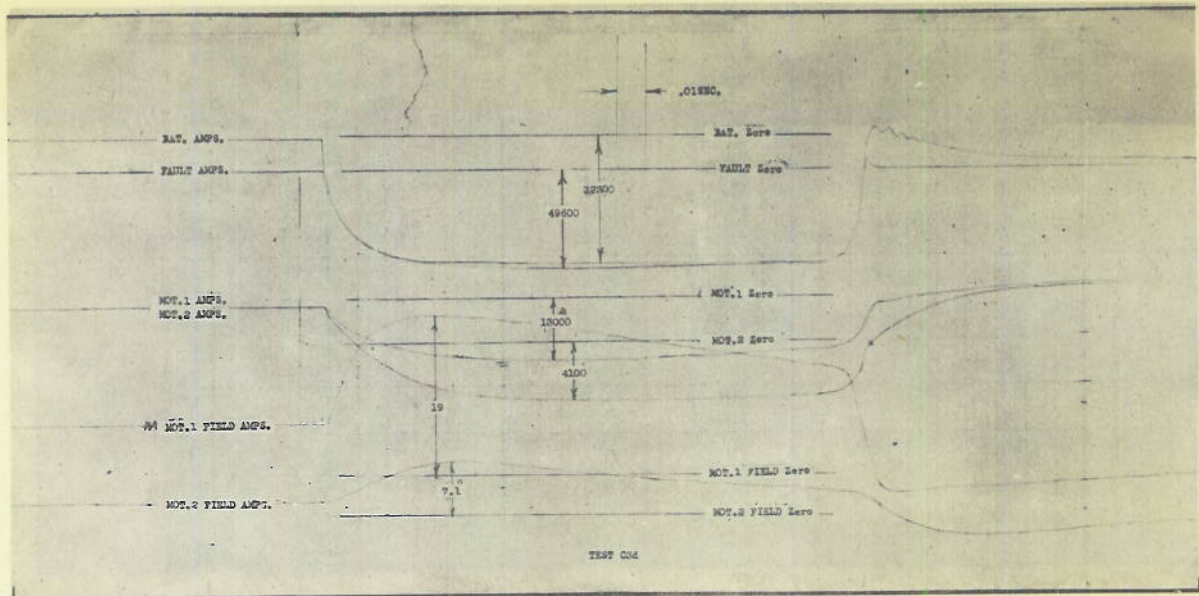 .01SEC.
BAT. AMPS.
BAT. Zero
FAULT AMPS.
FAULT Zero
49600
MOT.1 AMPS.
MOT.1 Zero
MOT.2 AMPS.
13000
MOT.2 Zero
4100
19
MOT.1 FIELD AMPS.
MOT.1 FIELD Zero
7.1
MOT.2 FIELD AMPS.
MOT.2 FIELD Zero
TEST C3d